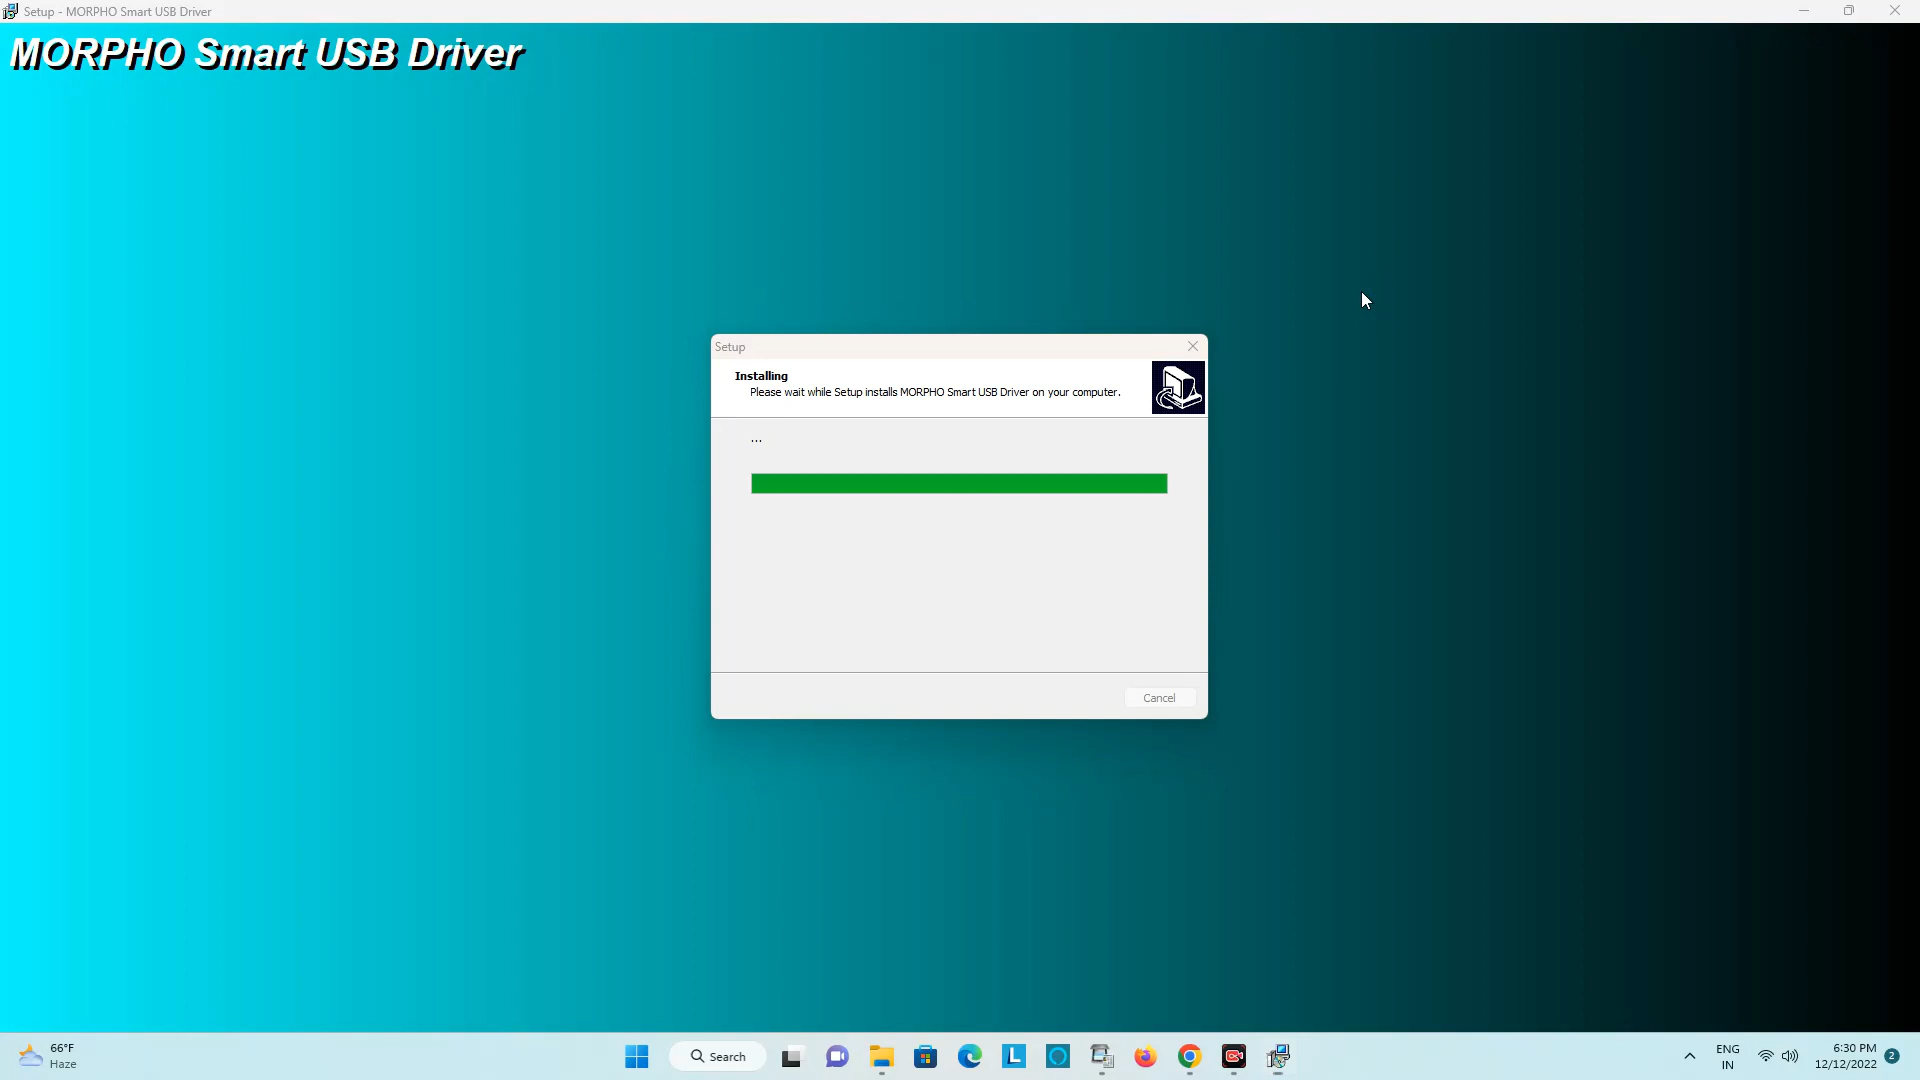 Setup - MORPHO Smart USB Driver
MORPHO Smart USB Driver
Setup
Installing
Please wait while Setup installs MORPHO Smart USB Driver on your computer.
...
Cancel
66°F
Haze
Search
L
ENG
IN
6:30 PM
12/12/2022
2